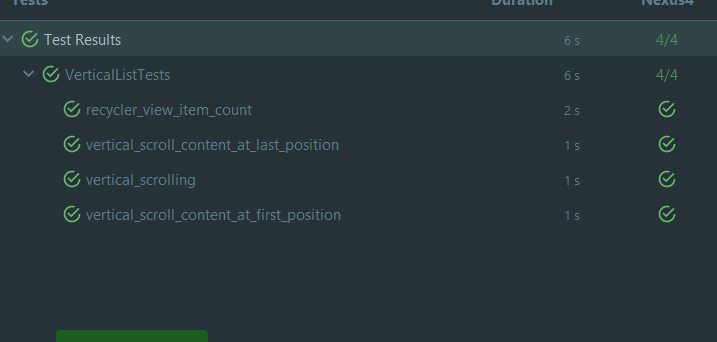 Tests Duration Nexus4
Test Results 6 s 4/4
VerticalListTests 6 s 4/4
recycler_view_item_count 2 s
vertical_scroll_content_at_last_position 1 s
vertical_scrolling 1 s
vertical_scroll_content_at_first_position 1 s